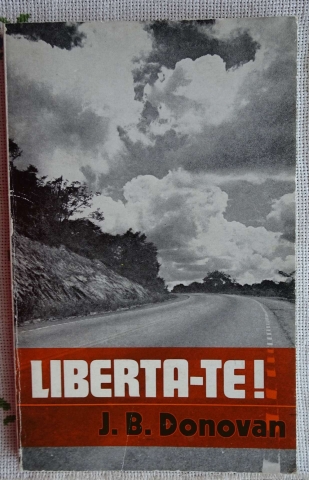 LIBERTA-TE!
J. B. Donovan